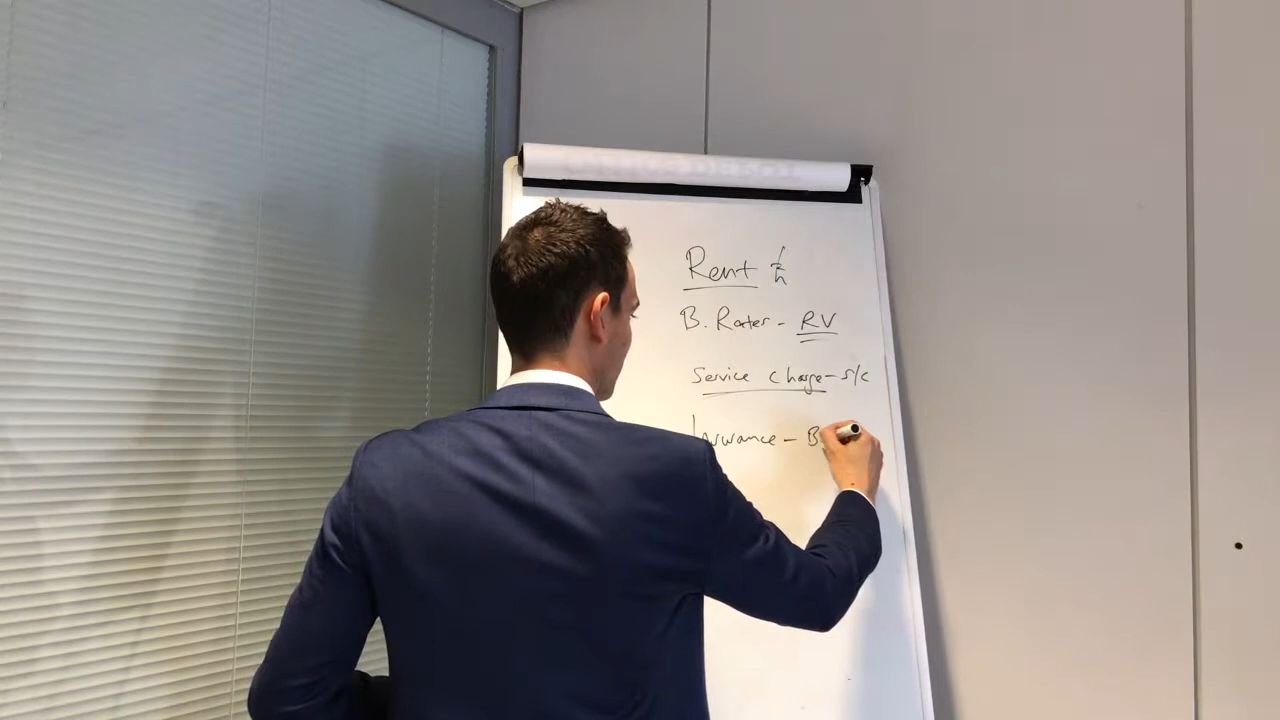 Rent £
B. Rates - RV
Service Charge - s/c
Insurance - B